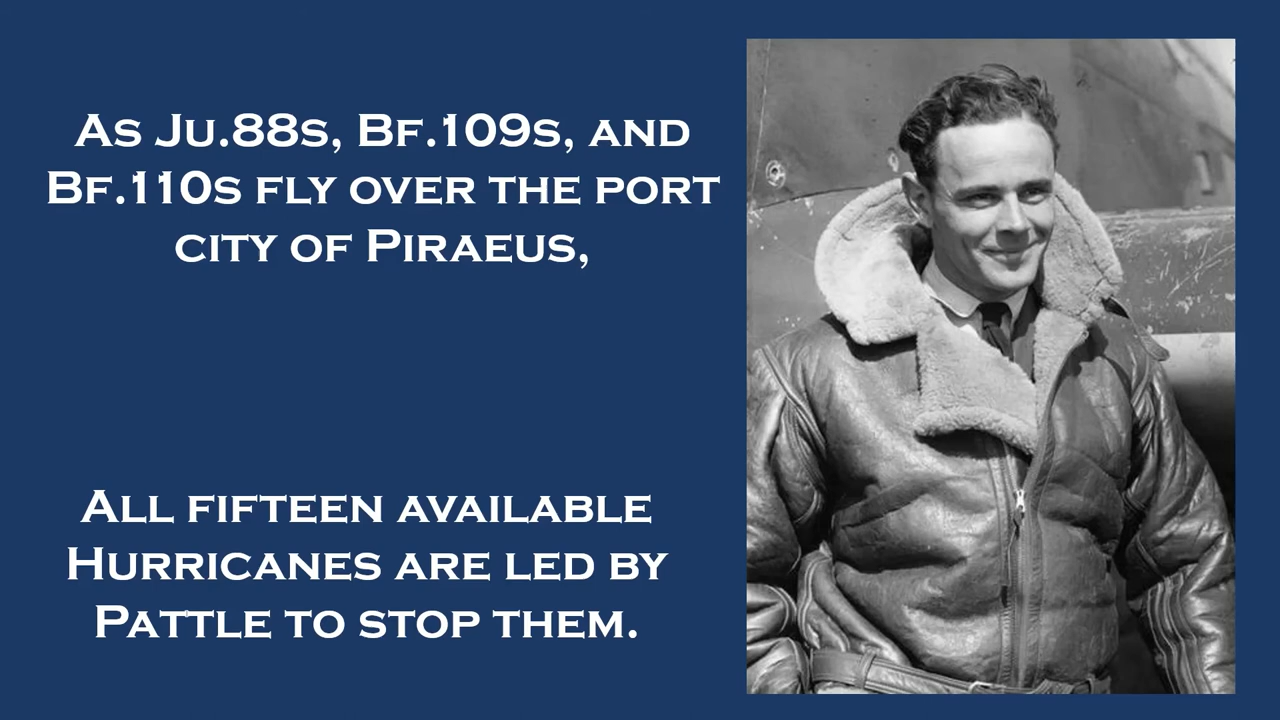 As Ju.88s, Bf.109s, and
Bf.110s fly over the port
city of Piraeus,
All fifteen available
Hurricanes are led by
Pattle to stop them.